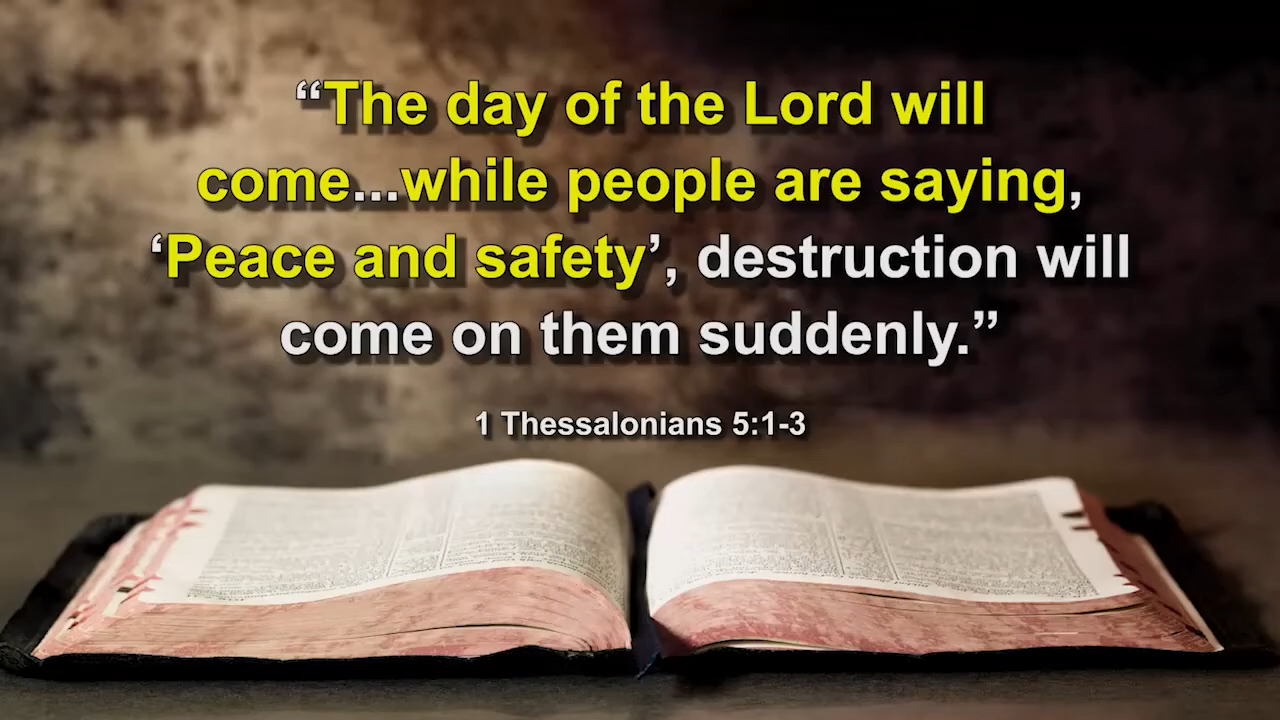 “The day of the Lord will
come...while people are saying,
‘Peace and safety’, destruction will
come on them suddenly.”
1 Thessalonians 5:1-3